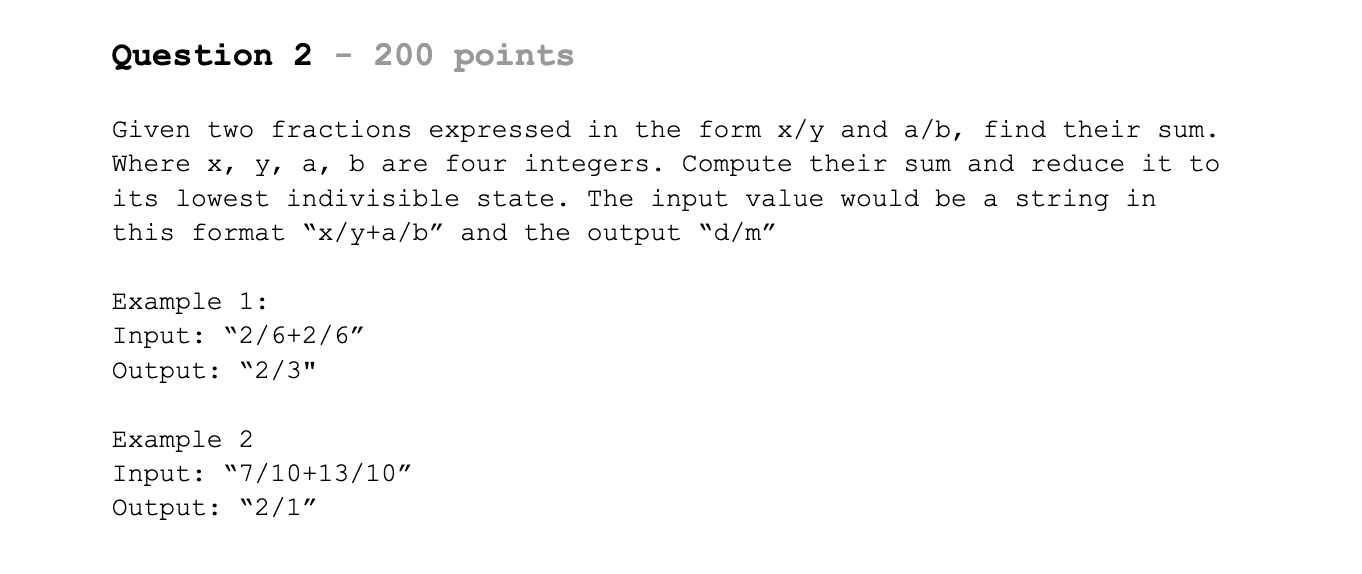 Question 2 - 200 points
Given two fractions expressed in the form x/y and a/b, find their sum.
Where x, y, a, b are four integers. Compute their sum and reduce it to
its lowest indivisible state. The input value would be a string in
this format “x/y+a/b” and the output “d/m”
Example 1:
Input: “2/6+2/6”
Output: “2/3"
Example 2
Input: “7/10+13/10”
Output: “2/1”